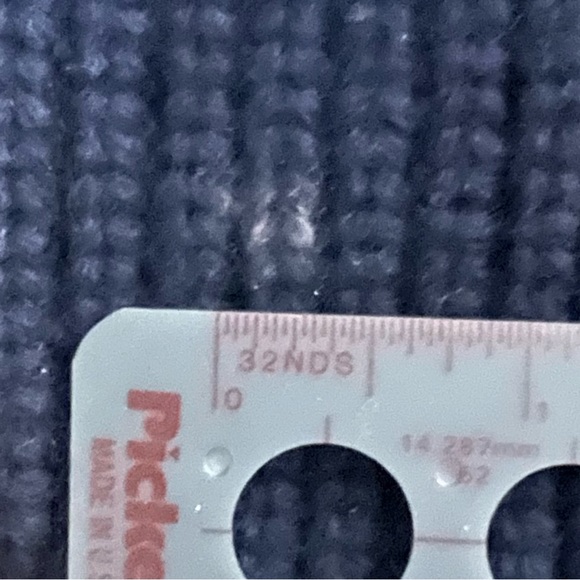 32NDS
0 1
14.287mm
Picke
MADE IN U.S